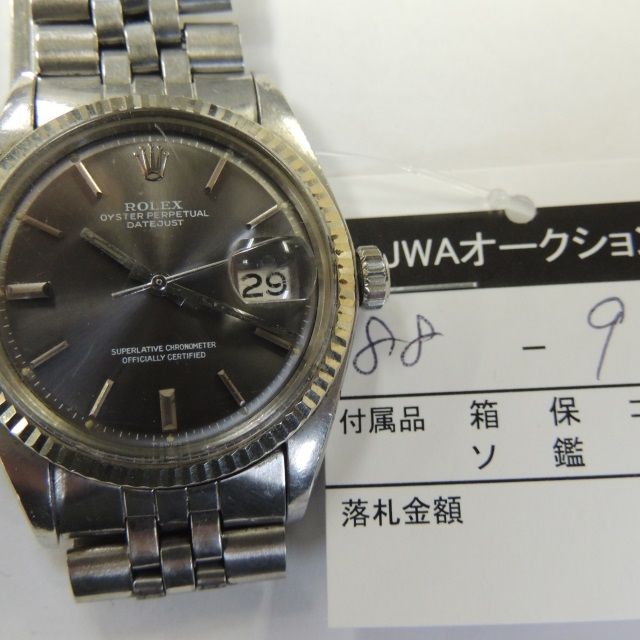 ROLEX
OYSTER PERPETUAL
DATEJUST
29
SUPERLATIVE CHRONOMETER
OFFICIALLY CERTIFIED
JWAオークション
88 - 9
付属品 箱 保 コ
ソ 鑑
落札金額